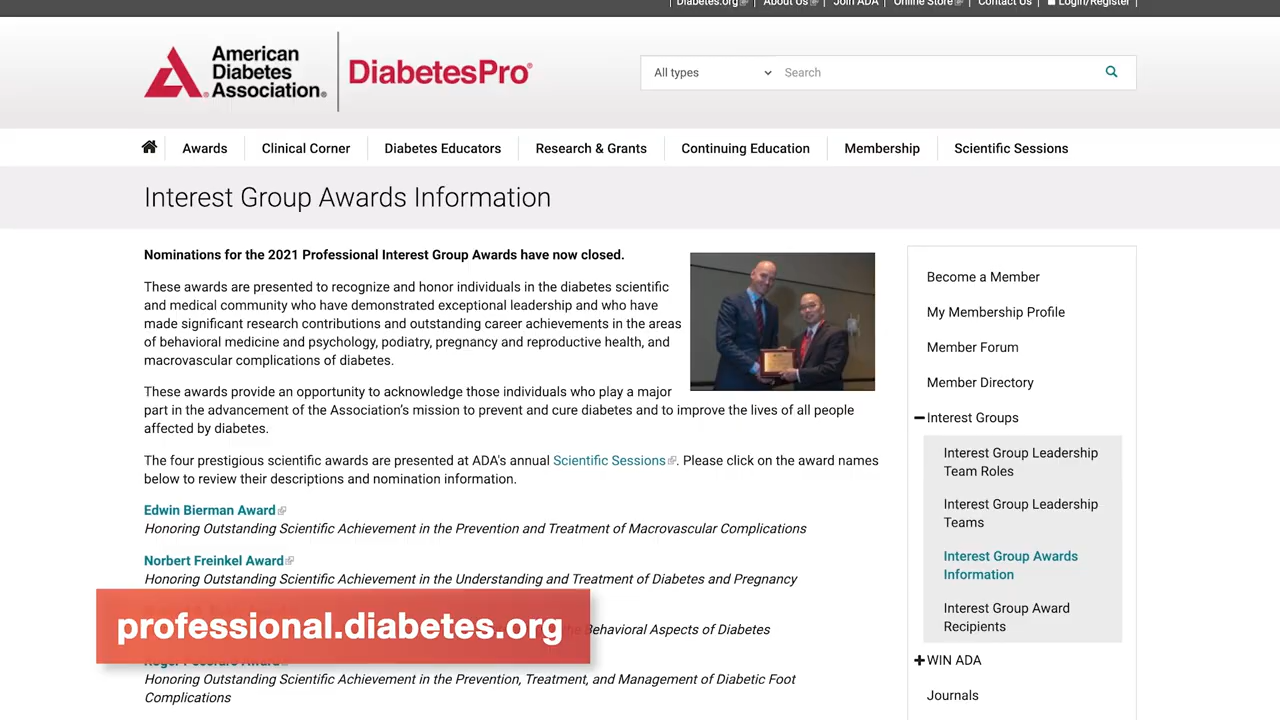 Diabetes.org | About Us | Join ADA | Online Store | Contact Us | Login/Register
American
Diabetes
Association®
DiabetesPro®
All types
Search
Awards
Clinical Corner
Diabetes Educators
Research & Grants
Continuing Education
Membership
Scientific Sessions
Interest Group Awards Information
Nominations for the 2021 Professional Interest Group Awards have now closed.
These awards are presented to recognize and honor individuals in the diabetes scientific
and medical community who have demonstrated exceptional leadership and who have
made significant research contributions and outstanding career achievements in the areas
of behavioral medicine and psychology, podiatry, pregnancy and reproductive health, and
macrovascular complications of diabetes.
These awards provide an opportunity to acknowledge those individuals who play a major
part in the advancement of the Association's mission to prevent and cure diabetes and to improve the lives of all people
affected by diabetes.
The four prestigious scientific awards are presented at ADA's annual Scientific Sessions. Please click on the award names
below to review their descriptions and nomination information.
Edwin Bierman Award
Honoring Outstanding Scientific Achievement in the Prevention and Treatment of Macrovascular Complications
Norbert Freinkel Award
Honoring Outstanding Scientific Achievement in the Understanding and Treatment of Diabetes and Pregnancy
professional.diabetes.org
Behavioral Aspects of Diabetes
Honoring Outstanding Scientific Achievement in the Prevention, Treatment, and Management of Diabetic Foot
Complications
Become a Member
My Membership Profile
Member Forum
Member Directory
Interest Groups
Interest Group Leadership
Team Roles
Interest Group Leadership
Teams
Interest Group Awards
Information
Interest Group Award
Recipients
WIN ADA
Journals